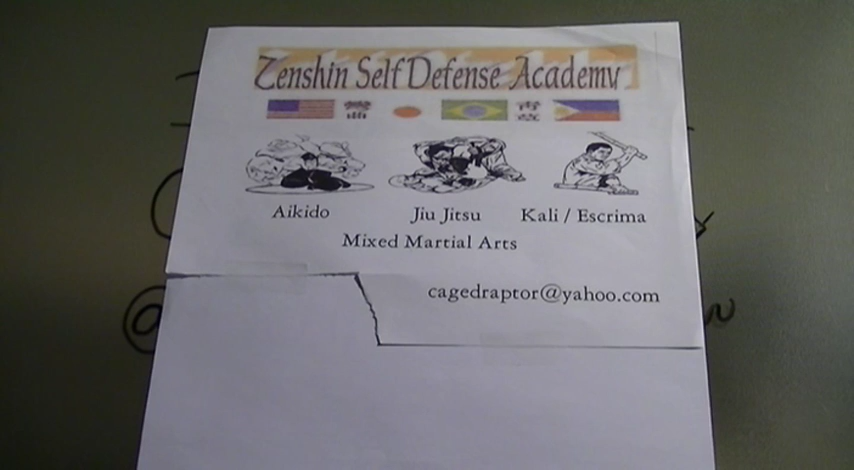 Zenshin Self Defense Academy
Aikido Jiu Jitsu Kali / Escrima
Mixed Martial Arts
cagedraptor@yahoo.com